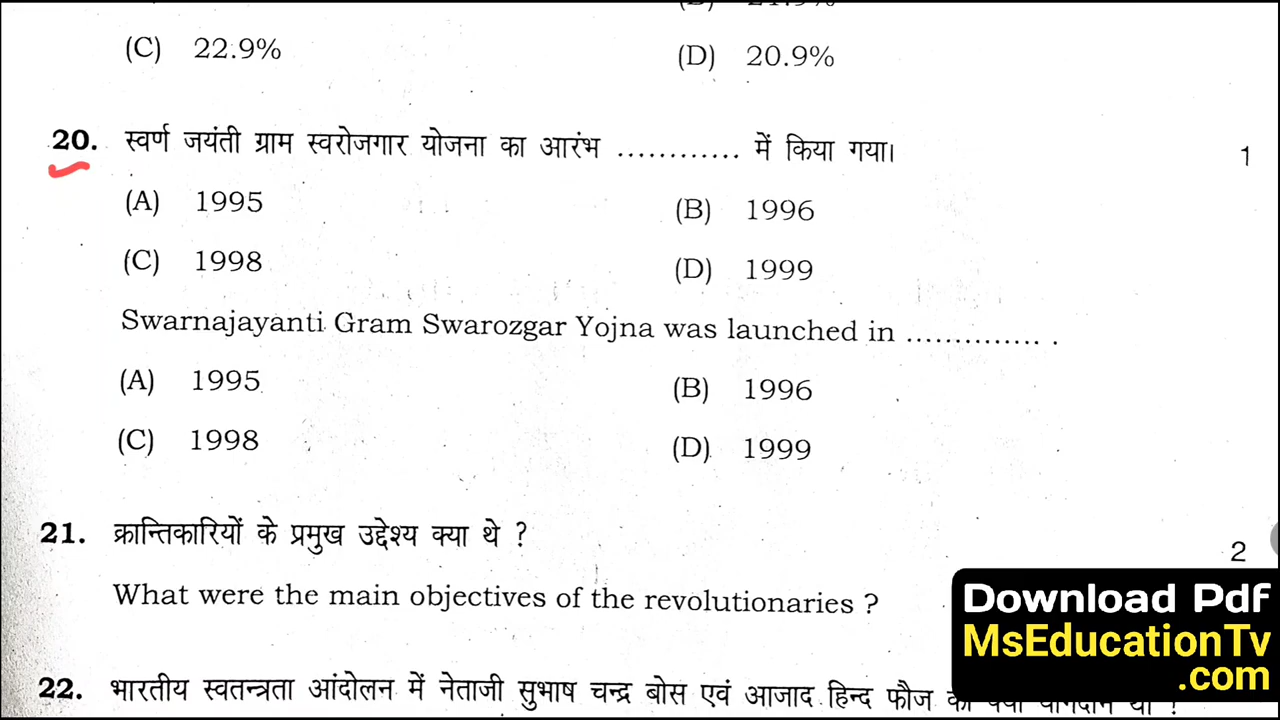 (C) 22.9% (D) 20.9%
20. स्वर्ण जयंती ग्राम स्वरोजगार योजना का आरंभ ............ में किया गया। 1
(A) 1995 (B) 1996
(C) 1998 (D) 1999
Swarnajayanti Gram Swarozgar Yojna was launched in .............. .
(A) 1995 (B) 1996
(C) 1998 (D) 1999
21. क्रान्तिकारियों के प्रमुख उद्देश्य क्या थे ? 2
What were the main objectives of the revolutionaries ?
Download Pdf
MsEducationTv
.com
22. भारतीय स्वतन्त्रता आंदोलन में नेताजी सुभाष चन्द्र बोस एवं आजाद हिन्द फौज